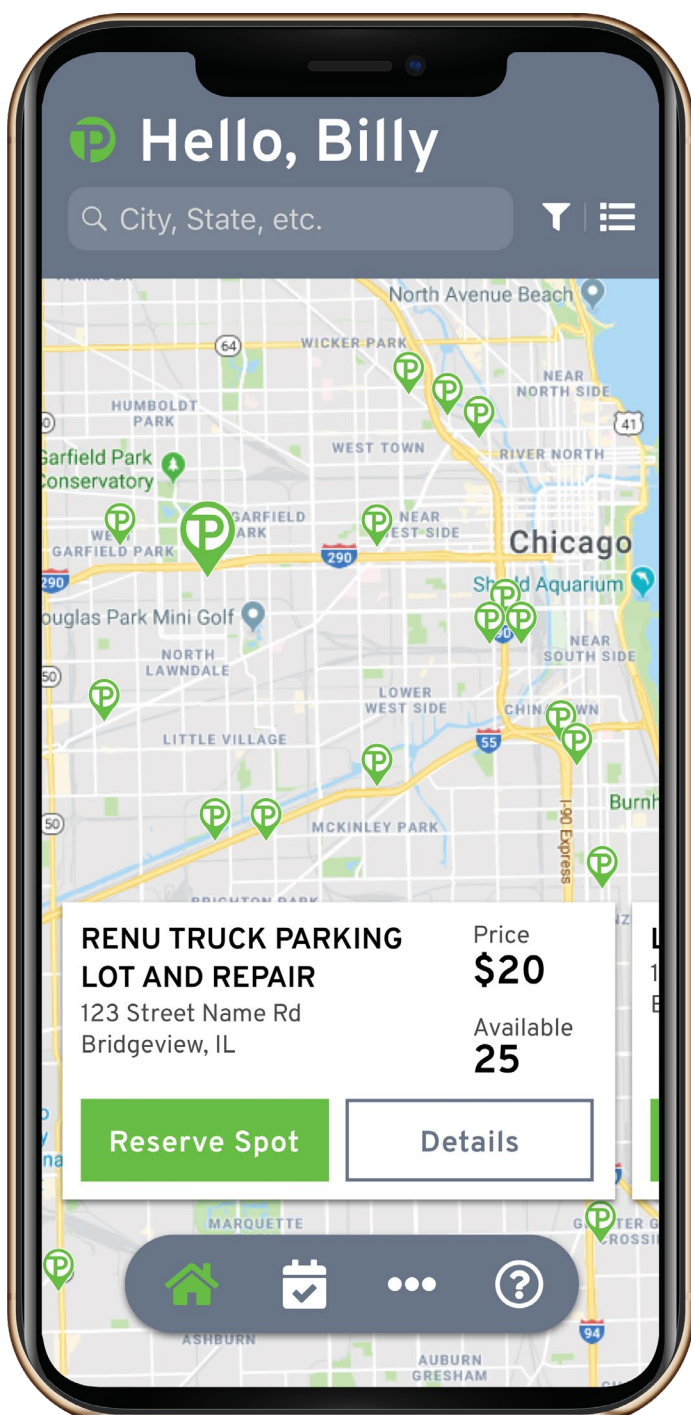 Hello, Billy
City, State, etc.
North Avenue Beach
64
WICKER PARK
NEAR
NORTH SIDE
HUMBOLDT
PARK
41
WEST TOWN
RIVER NORTH
Garfield Park
Conservatory
GARFIELD
PARK
NEAR
WEST SIDE
GARFIELD PARK
290
Chicago
290
Aquarium
Douglas Park Mini Golf
90
NEAR
SOUTH SIDE
NORTH
LAWNDALE
50
LOWER
WEST SIDE
LITTLE VILLAGE
55
I-90 Express
50
MCKINLEY PARK
BRIGHTON PARK
RENU TRUCK PARKING
LOT AND REPAIR
123 Street Name Rd
Bridgeview, IL
Price
$20
Available
25
Reserve Spot
Details
MARQUETTE
ASHBURN
94
AUBURN
GRESHAM